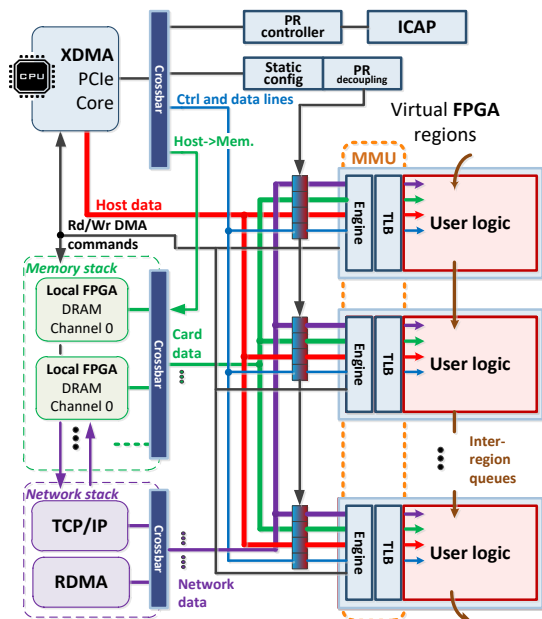 PR
controller
ICAP
XDMA
PCIe
Core
CPU
Crossbar
Static
config
PR
decoupling
Ctrl and data lines
Host->Mem.
Host data
Virtual FPGA
regions
MMU
Rd/Wr DMA
commands
Engine
TLB
User logic
Memory stack
Local FPGA
DRAM
Channel 0
Local FPGA
DRAM
Channel 0
Crossbar
Card
data
Engine
TLB
User logic
Inter-
region
queues
Network stack
TCP/IP
RDMA
Crossbar
Network
data
Engine
TLB
User logic